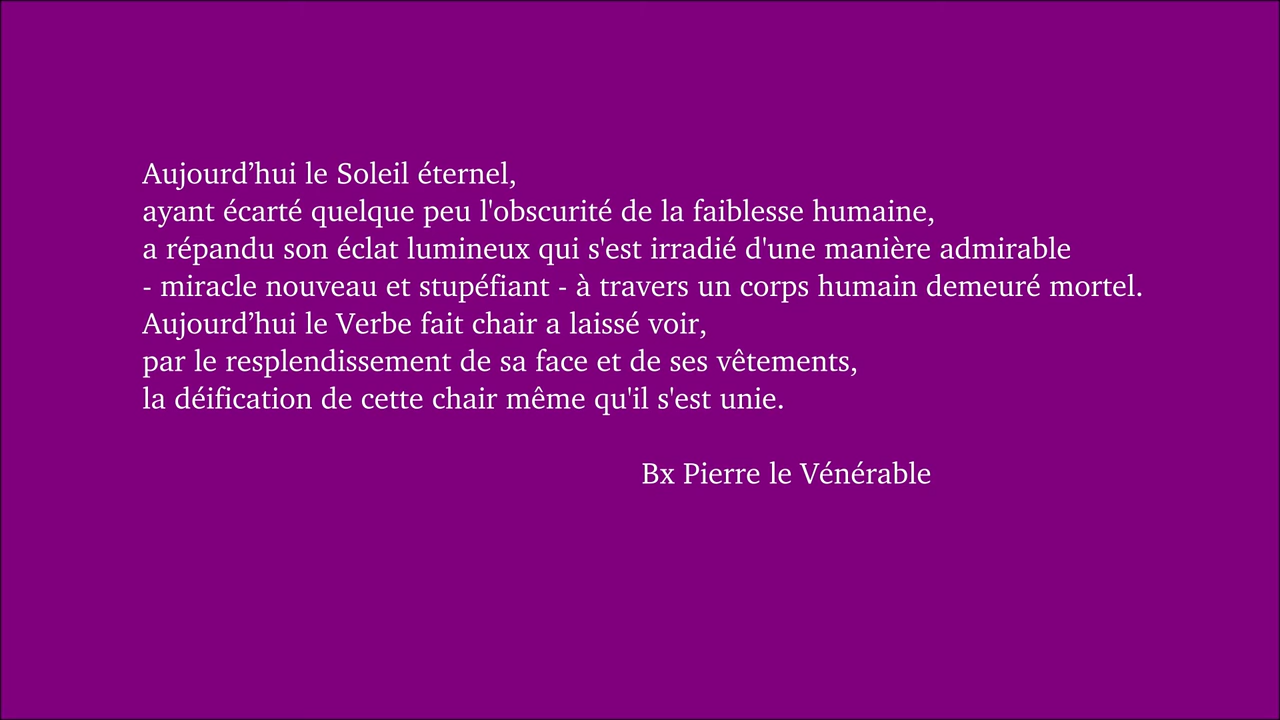 Aujourd’hui le Soleil éternel,
ayant écarté quelque peu l'obscurité de la faiblesse humaine,
a répandu son éclat lumineux qui s'est irradié d'une manière admirable
- miracle nouveau et stupéfiant - à travers un corps humain demeuré mortel.
Aujourd’hui le Verbe fait chair a laissé voir,
par le resplendissement de sa face et de ses vêtements,
la déification de cette chair même qu'il s'est unie.
Bx Pierre le Vénérable